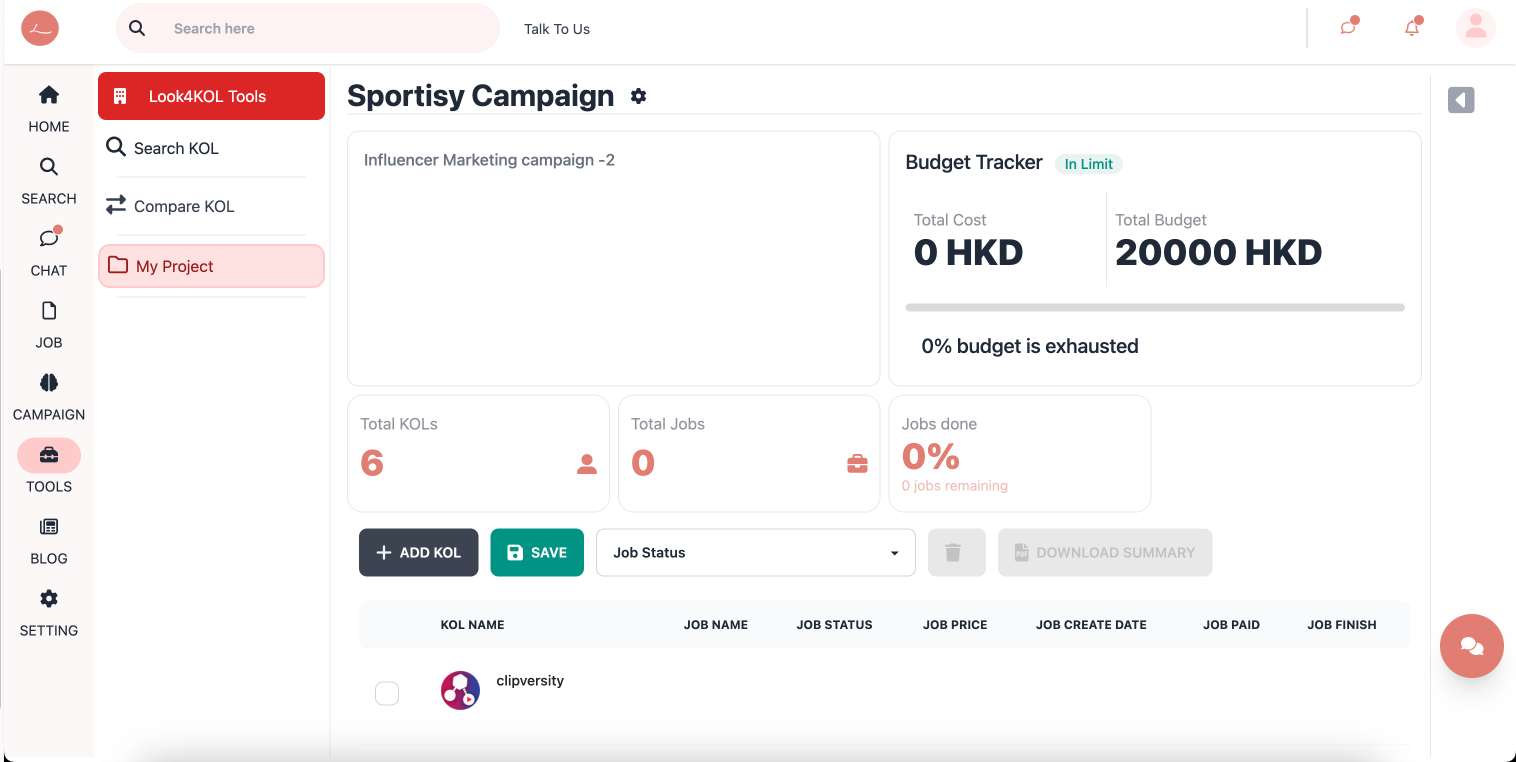 Search here
Talk To Us
HOME
SEARCH
CHAT
JOB
CAMPAIGN
TOOLS
BLOG
SETTING
Look4KOL Tools
Search KOL
Compare KOL
My Project
Sportisy Campaign
Influencer Marketing campaign -2
Budget Tracker In Limit
Total Cost Total Budget
0 HKD 20000 HKD
0% budget is exhausted
Total KOLs
6
Total Jobs
0
Jobs done
0%
0 jobs remaining
ADD KOL SAVE Job Status PDF DOWNLOAD SUMMARY
KOL NAME JOB NAME JOB STATUS JOB PRICE JOB CREATE DATE JOB PAID JOB FINISH
clipversity